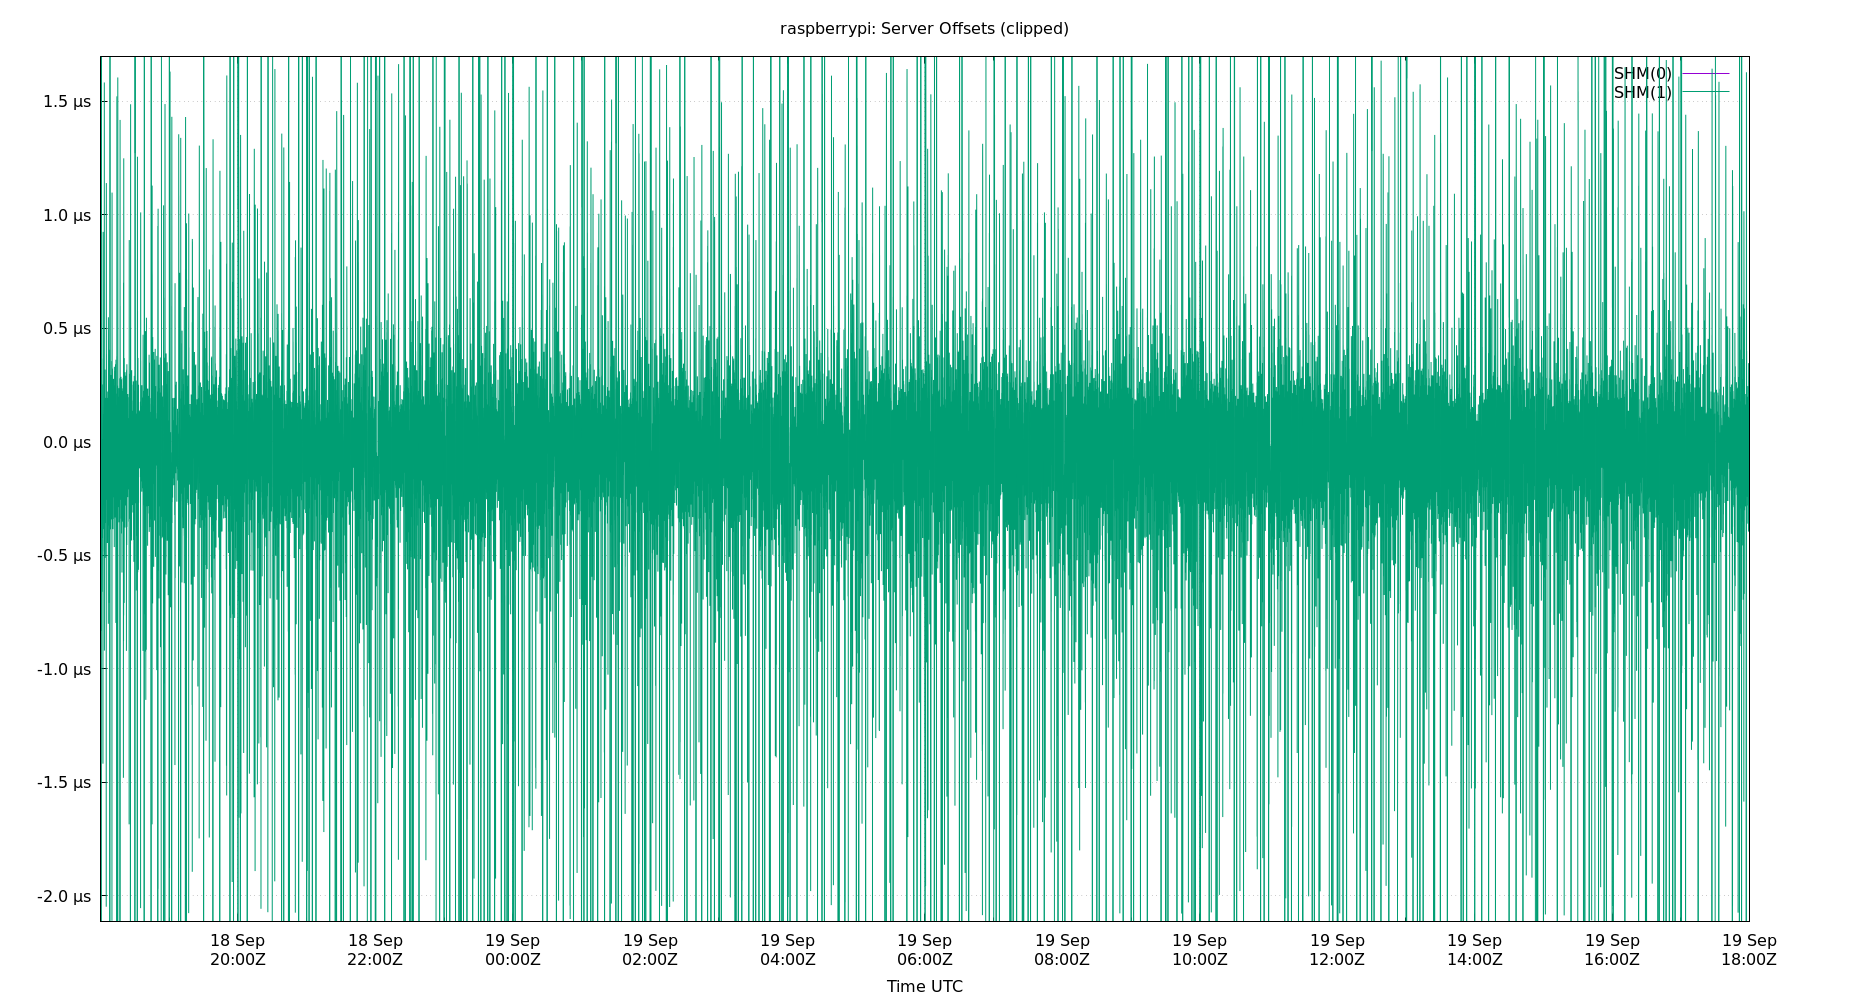 raspberrypi: Server Offsets (clipped)
SHM(0)
SHM(1)
1.5 µs
1.0 µs
0.5 µs
0.0 µs
-0.5 µs
-1.0 µs
-1.5 µs
-2.0 µs
18 Sep 18 Sep 19 Sep 19 Sep 19 Sep 19 Sep 19 Sep 19 Sep 19 Sep 19 Sep 19 Sep 19 Sep
20:00Z 22:00Z 00:00Z 02:00Z 04:00Z 06:00Z 08:00Z 10:00Z 12:00Z 14:00Z 16:00Z 18:00Z
Time UTC